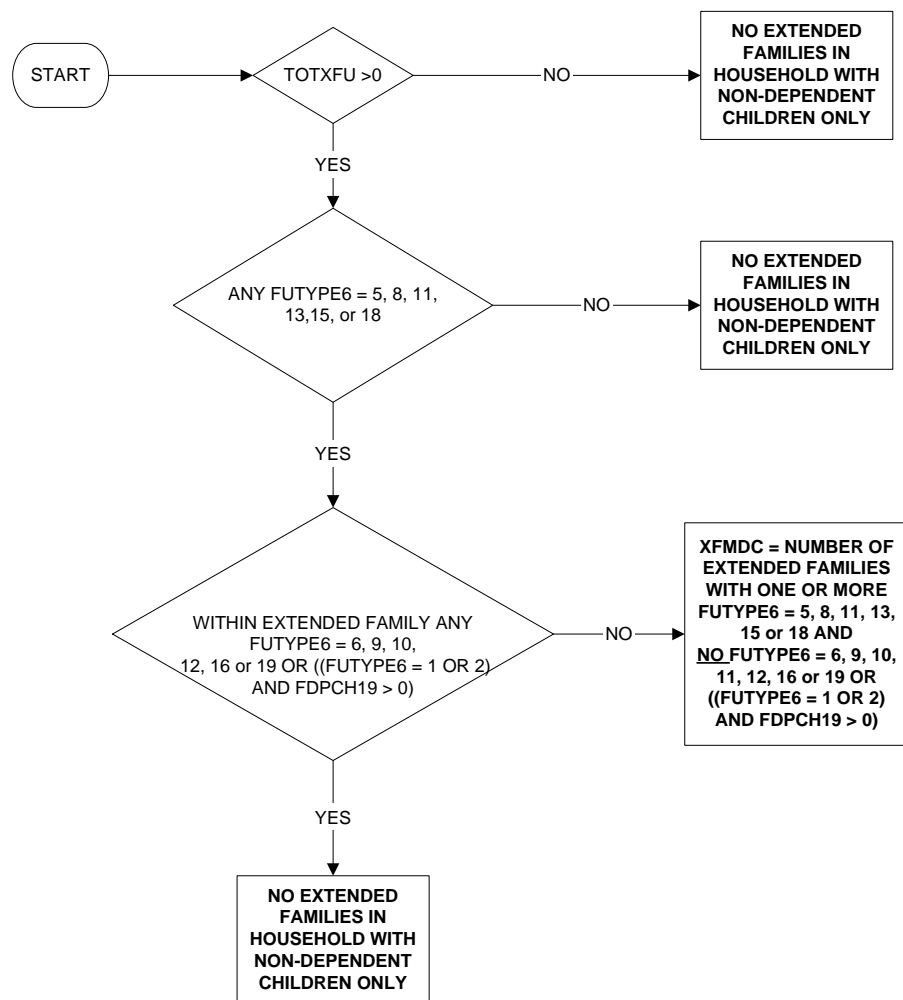 START
TOTXFU >0
NO
NO EXTENDED
FAMILIES IN
HOUSEHOLD WITH
NON-DEPENDENT
CHILDREN ONLY
YES
ANY FUTYPE6 = 5, 8, 11,
13,15, or 18
NO
NO EXTENDED
FAMILIES IN
HOUSEHOLD WITH
NON-DEPENDENT
CHILDREN ONLY
YES
WITHIN EXTENDED FAMILY ANY
FUTYPE6 = 6, 9, 10,
12, 16 or 19 OR ((FUTYPE6 = 1 OR 2)
AND FDPCH19 > 0)
NO
XFMDC = NUMBER OF
EXTENDED FAMILIES
WITH ONE OR MORE
FUTYPE6 = 5, 8, 11, 13,
15 or 18 AND
NO FUTYPE6 = 6, 9, 10,
11, 12, 16 or 19 OR
((FUTYPE6 = 1 OR 2)
AND FDPCH19 > 0)
YES
NO EXTENDED
FAMILIES IN
HOUSEHOLD WITH
NON-DEPENDENT
CHILDREN ONLY